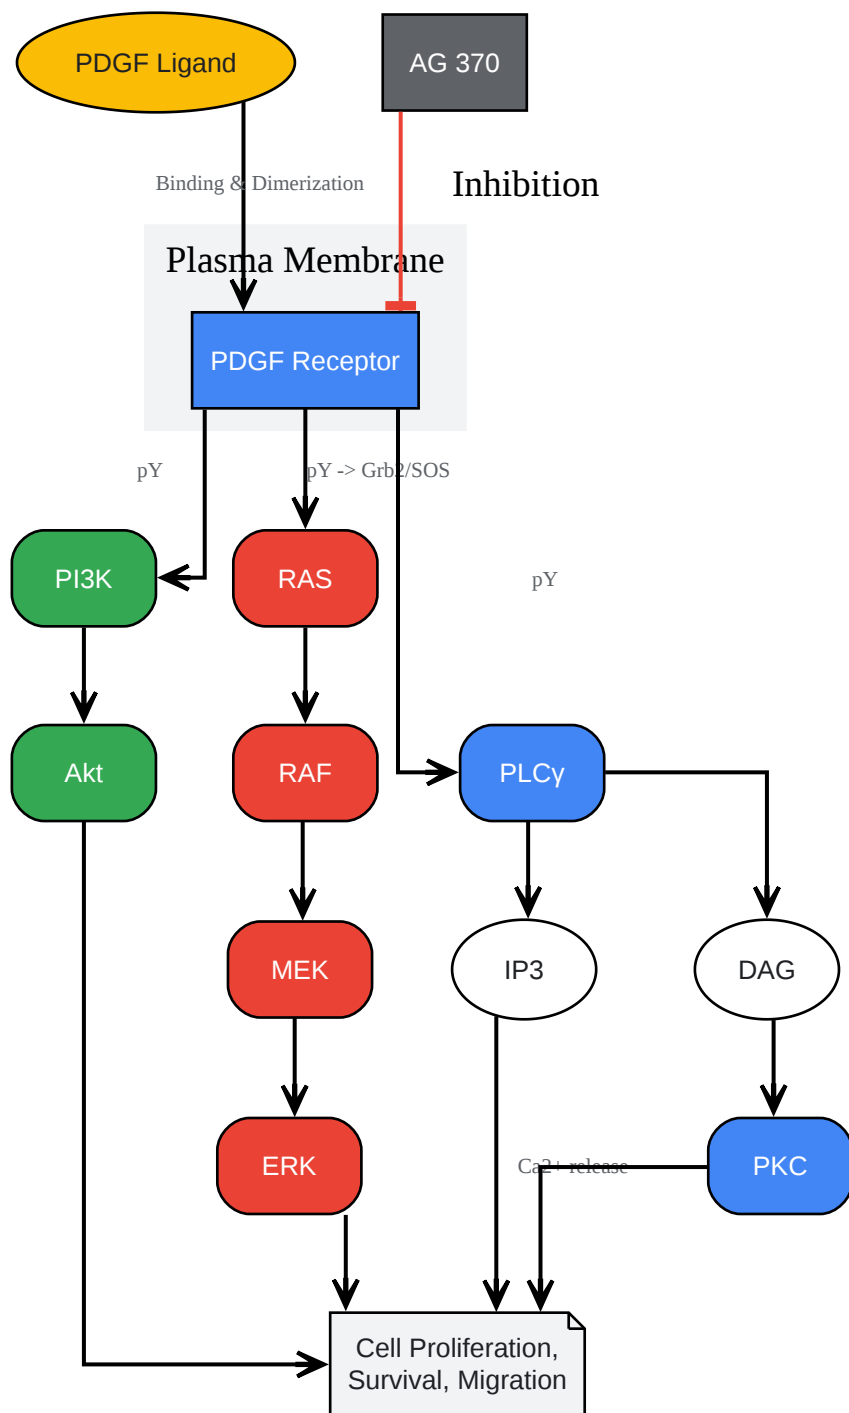 PDGF Ligand
AG 370
Binding & Dimerization
Inhibition
Plasma Membrane
PDGF Receptor
pY
pY -> Grb2/SOS
PI3K
RAS
pY
Akt
RAF
PLCγ
MEK
IP3
DAG
ERK
Ca2+ release
PKC
Cell Proliferation,
Survival, Migration